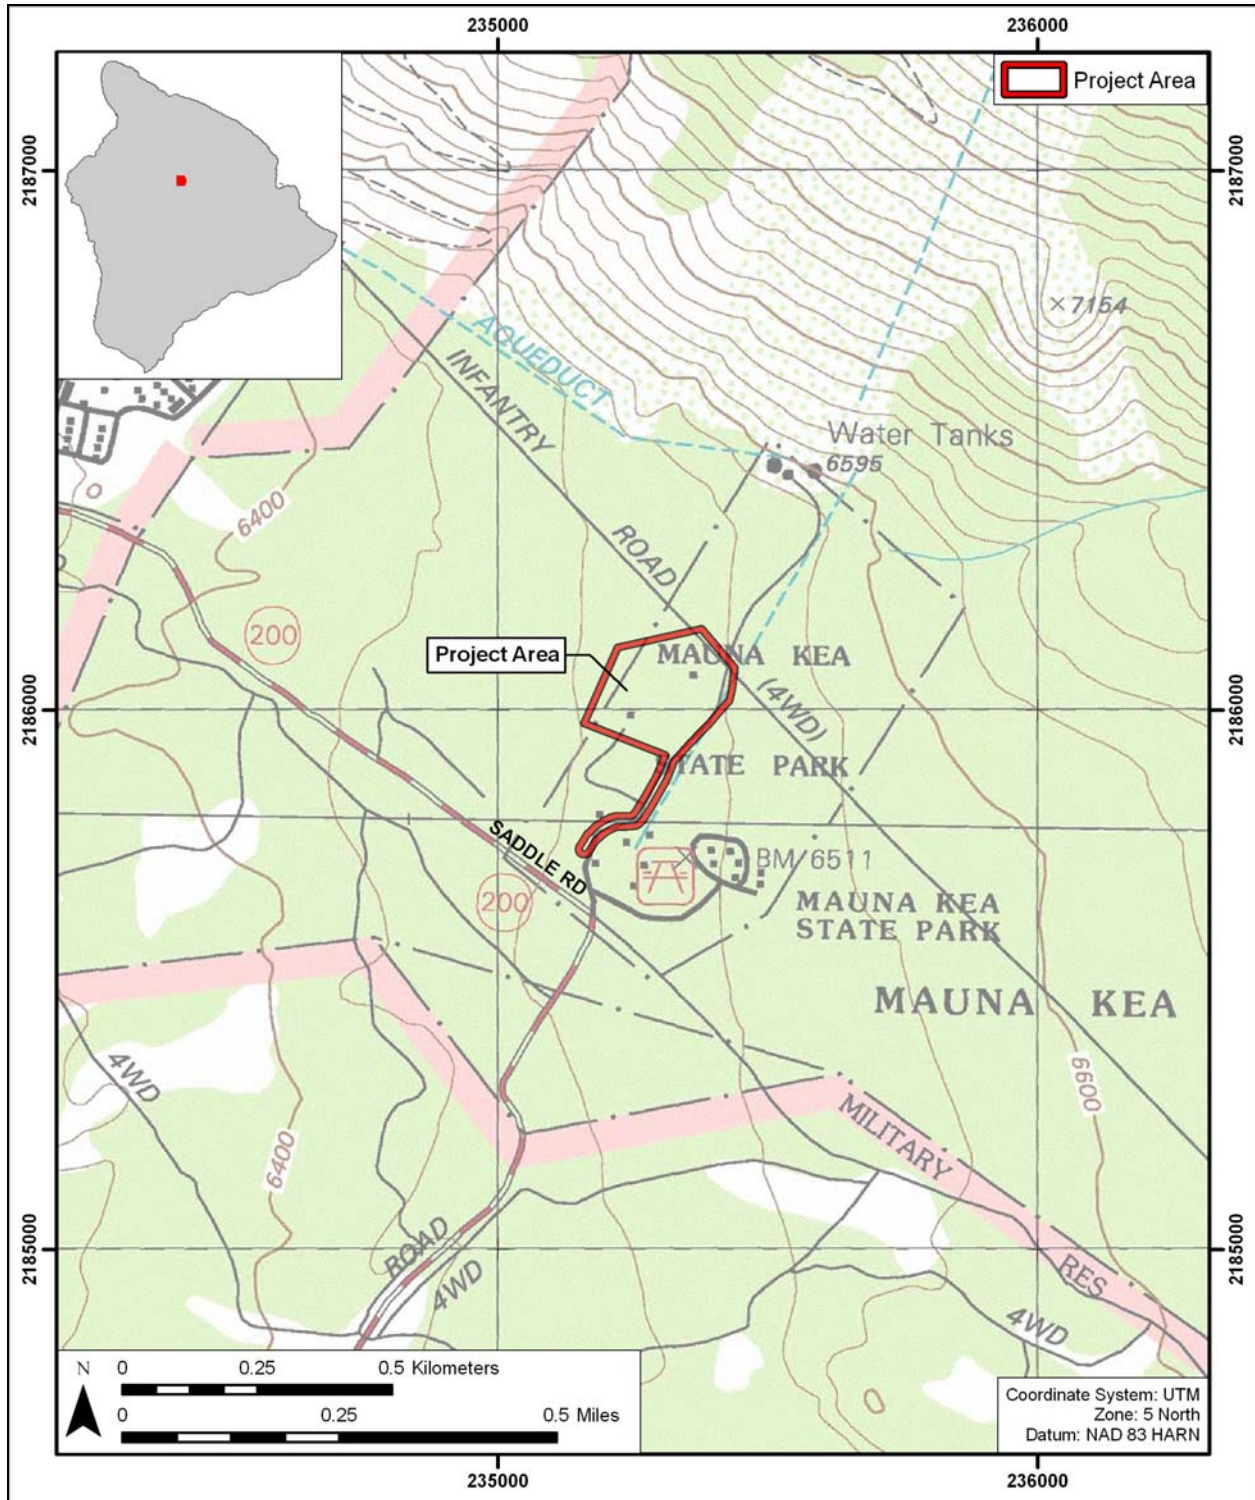 235000
236000
Project Area
2187000
2187000
7154
AQUEDUCT
INFANTRY
Water Tanks
6595
6400
ROAD
200
Project Area
MAUNA KEA
2186000
2186000
(4WD)
STATE PARK
SADDLE RD
BM 6511
200
MAUNA KEA
STATE PARK
MAUNA KEA
4WD
6600
MILITARY
6400
ROAD
2185000
2185000
4WD
RES
4WD
N
0 0.25 0.5 Kilometers
0 0.25 0.5 Miles
Coordinate System: UTM
Zone: 5 North
Datum: NAD 83 HARN
235000
236000